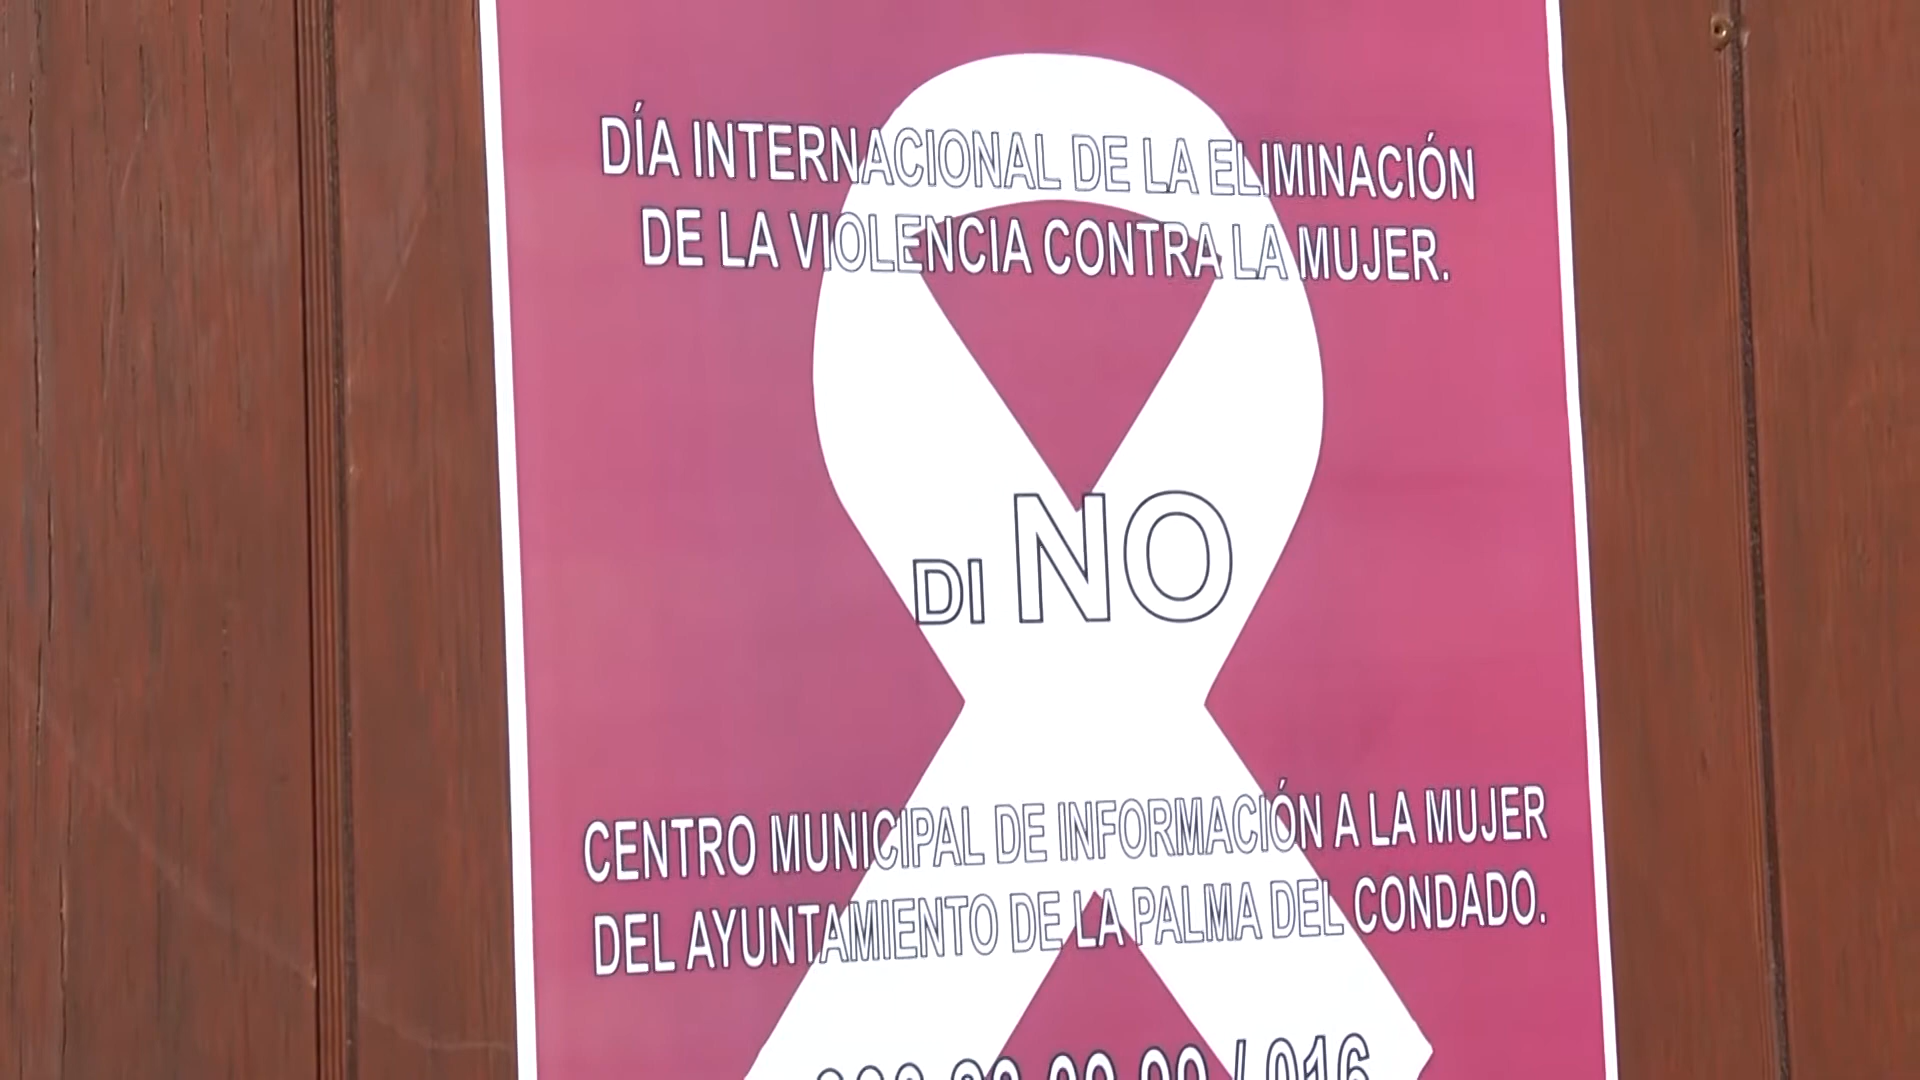 DÍA INTERNACIONAL DE LA ELIMINACIÓN
DE LA VIOLENCIA CONTRA LA MUJER.
DI NO
CENTRO MUNICIPAL DE INFORMACIÓN A LA MUJER
DEL AYUNTAMIENTO DE LA PALMA DEL CONDADO.
/ 016